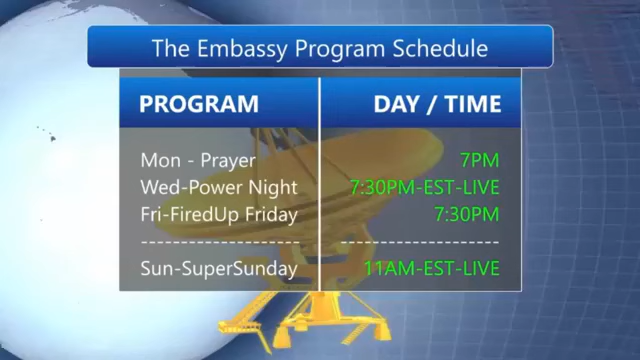 The Embassy Program Schedule
PROGRAM DAY / TIME
Mon - Prayer 7PM
Wed-Power Night 7:30PM-EST-LIVE
Fri-FiredUp Friday 7:30PM
-------------------- --------------------
Sun-SuperSunday 11AM-EST-LIVE